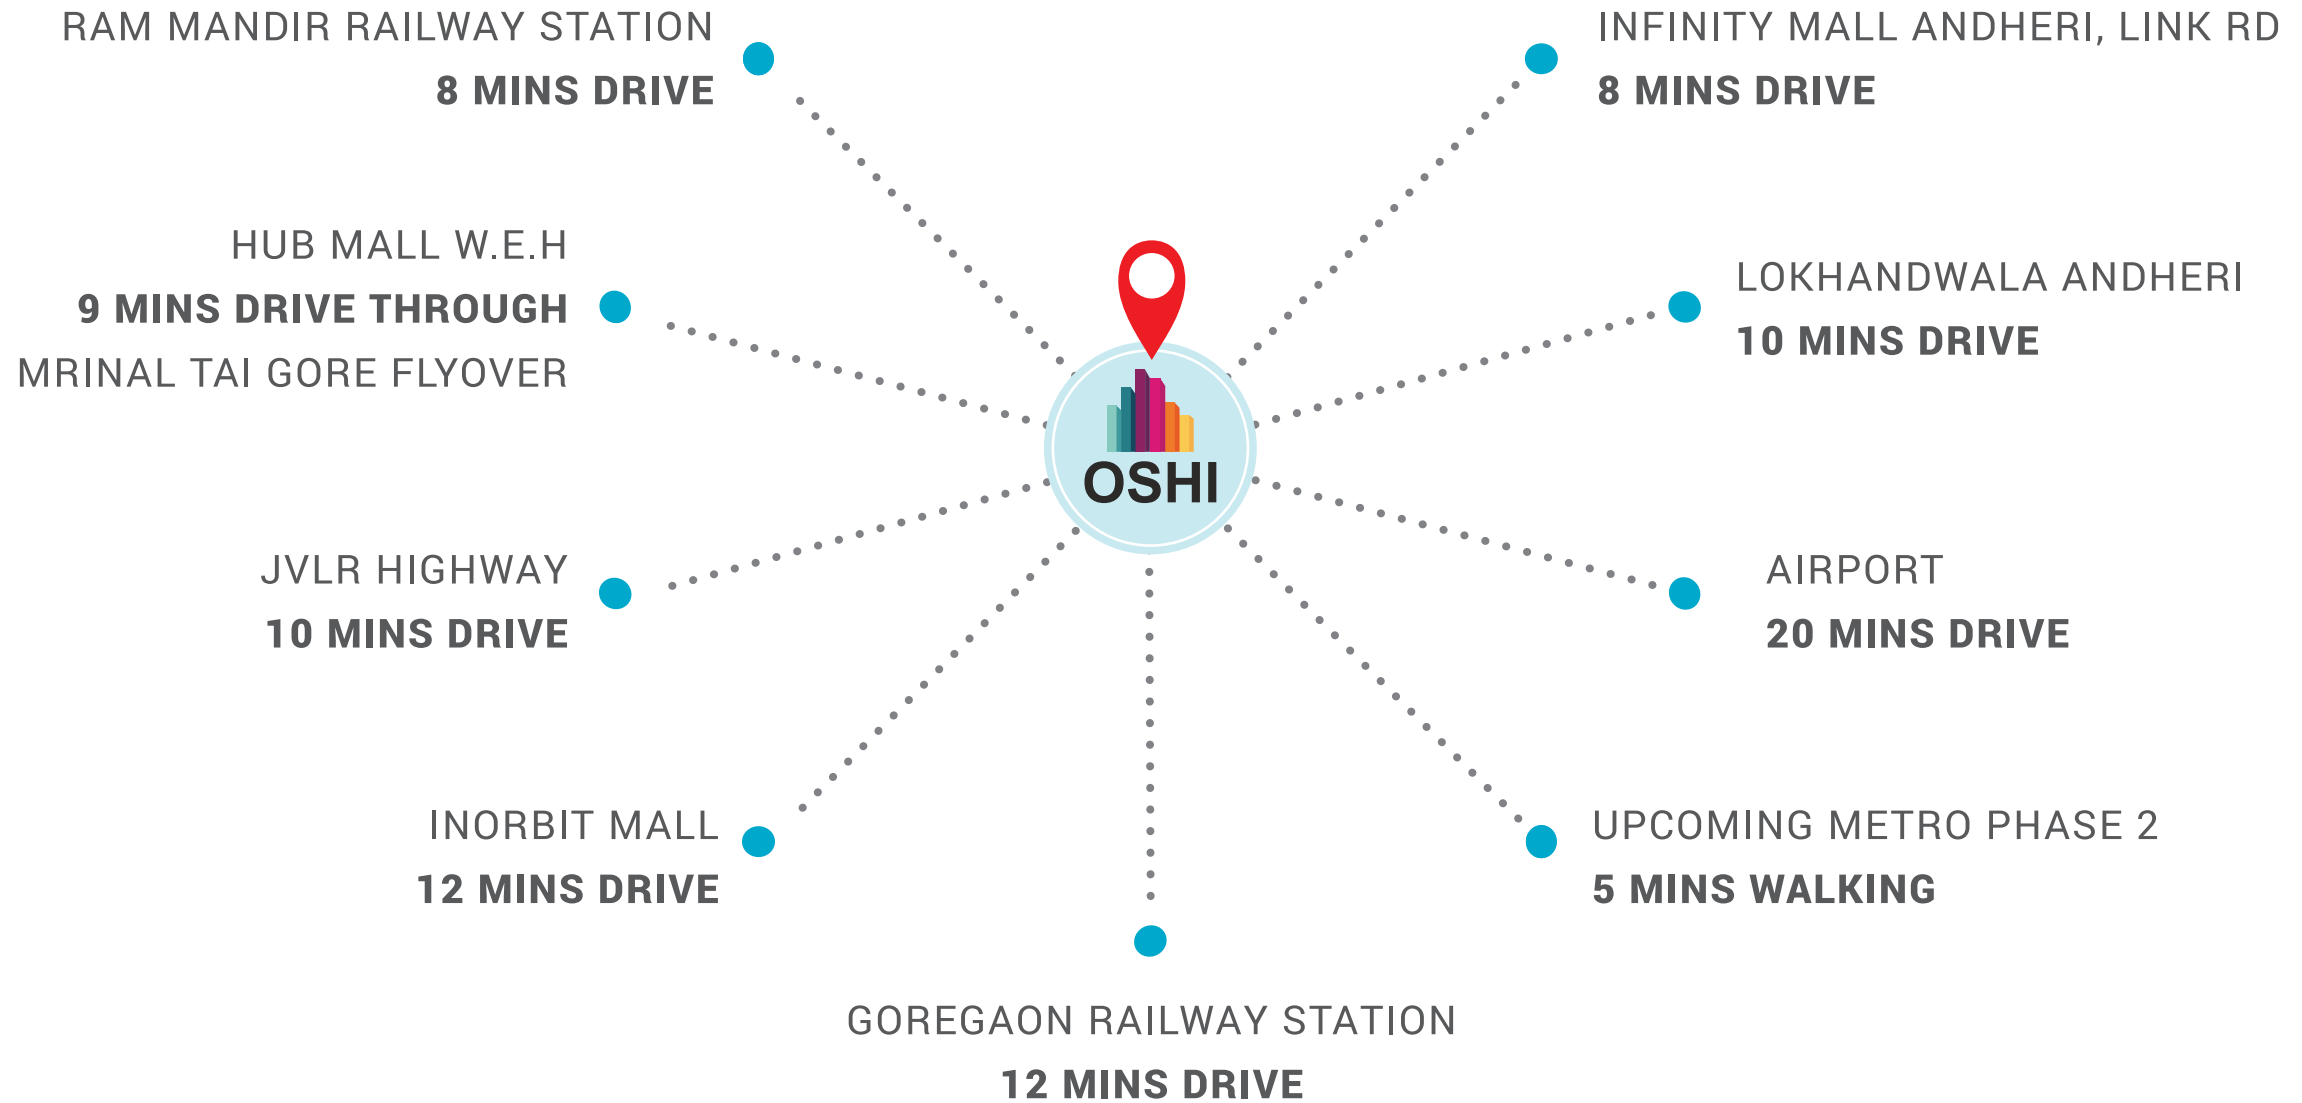 RAM MANDIR RAILWAY STATION
8 MINS DRIVE
HUB MALL W.E.H
9 MINS DRIVE THROUGH
MRINAL TAI GORE FLYOVER
JVLR HIGHWAY
10 MINS DRIVE
INORBIT MALL
12 MINS DRIVE
OSHI
GOREGAON RAILWAY STATION
12 MINS DRIVE
INFINITY MALL ANDHERI, LINK RD
8 MINS DRIVE
LOKHANDWALA ANDHERI
10 MINS DRIVE
AIRPORT
20 MINS DRIVE
UPCOMING METRO PHASE 2
5 MINS WALKING